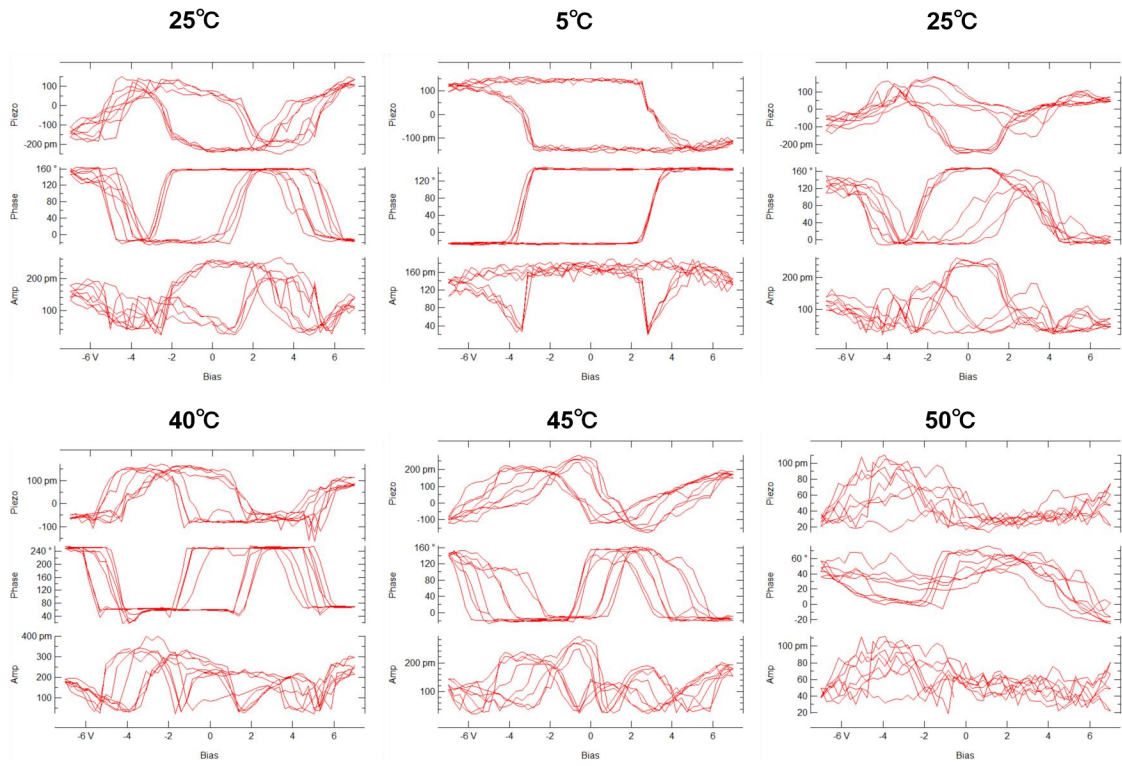 25℃
5℃
25℃
Piezo
100
0
-100
-200 pm
Phase
160 °
120
80
40
0
Amp
200 pm
100
-6 V -4 -2 0 2 4 6
Bias
Piezo
100
0
-100 pm
Phase
120 °
80
40
0
Amp
160 pm
120
80
40
-6 V -4 -2 0 2 4 6
Bias
Piezo
100
0
-100
-200 pm
Phase
160 °
120
80
40
0
Amp
200 pm
100
-6 V -4 -2 0 2 4 6
Bias
40℃
45℃
50℃
Piezo
100 pm
0
-100
Phase
240 °
200
160
120
80
40
Amp
400 pm
300
200
100
-6 V -4 -2 0 2 4 6
Bias
Piezo
200 pm
100
0
-100
Phase
160 °
120
80
40
0
Amp
200 pm
100
-6 V -4 -2 0 2 4 6
Bias
Piezo
100 pm
80
60
40
20
Phase
60 °
40
20
0
-20
Amp
100 pm
80
60
40
20
-6 V -4 -2 0 2 4 6
Bias